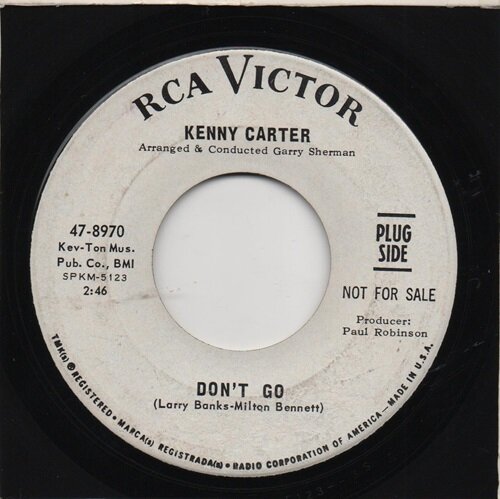 RCA VICTOR
KENNY CARTER
Arranged & Conducted Garry Sherman
47-8970
Kev-Ton Mus.
Pub. Co., BMI
SPKM-5123
2:46
PLUG
SIDE
NOT FOR SALE
Producer:
Paul Robinson
DON'T GO
(Larry Banks-Milton Bennett)
TMK(s) ® REGISTERED • MARCA(s) REGISTRADA(s) • RADIO CORPORATION OF AMERICA—MADE IN U.S.A.